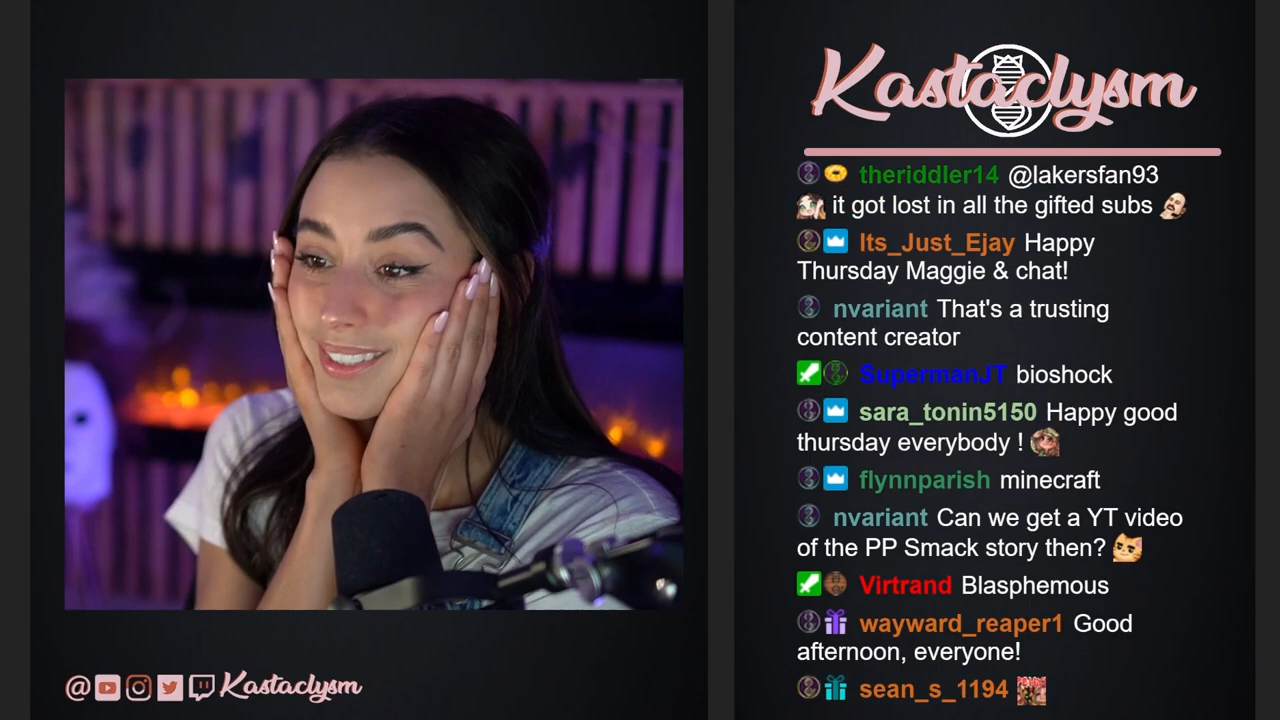 Kastaclysm
theriddler14 @lakersfan93
it got lost in all the gifted subs
Its_Just_Ejay Happy
Thursday Maggie & chat!
nvariant That's a trusting
content creator
SupermanJT bioshock
sara_tonin5150 Happy good
thursday everybody !
flynnparish minecraft
nvariant Can we get a YT video
of the PP Smack story then?
Virtrand Blasphemous
wayward_reaper1 Good
afternoon, everyone!
sean_s_1194
@ Kastaclysm